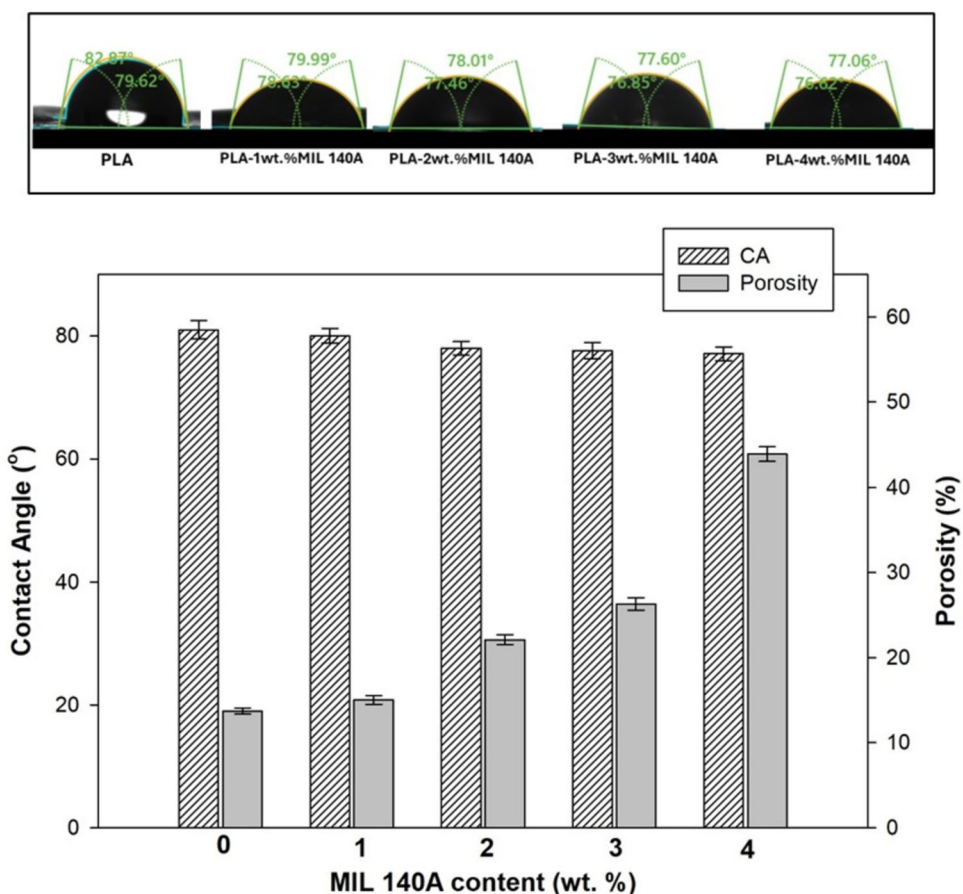 82.87° 79.99° 78.01° 77.60° 77.06°
79.62° 78.63° 77.46° 76.85° 76.62°
PLA PLA-1wt.%MIL 140A PLA-2wt.%MIL 140A PLA-3wt.%MIL 140A PLA-4wt.%MIL 140A
CA
Porosity
Contact Angle (°)
80
60
40
20
0
Porosity (%)
60
50
40
30
20
10
0
0 1 2 3 4
MIL 140A content (wt. %)